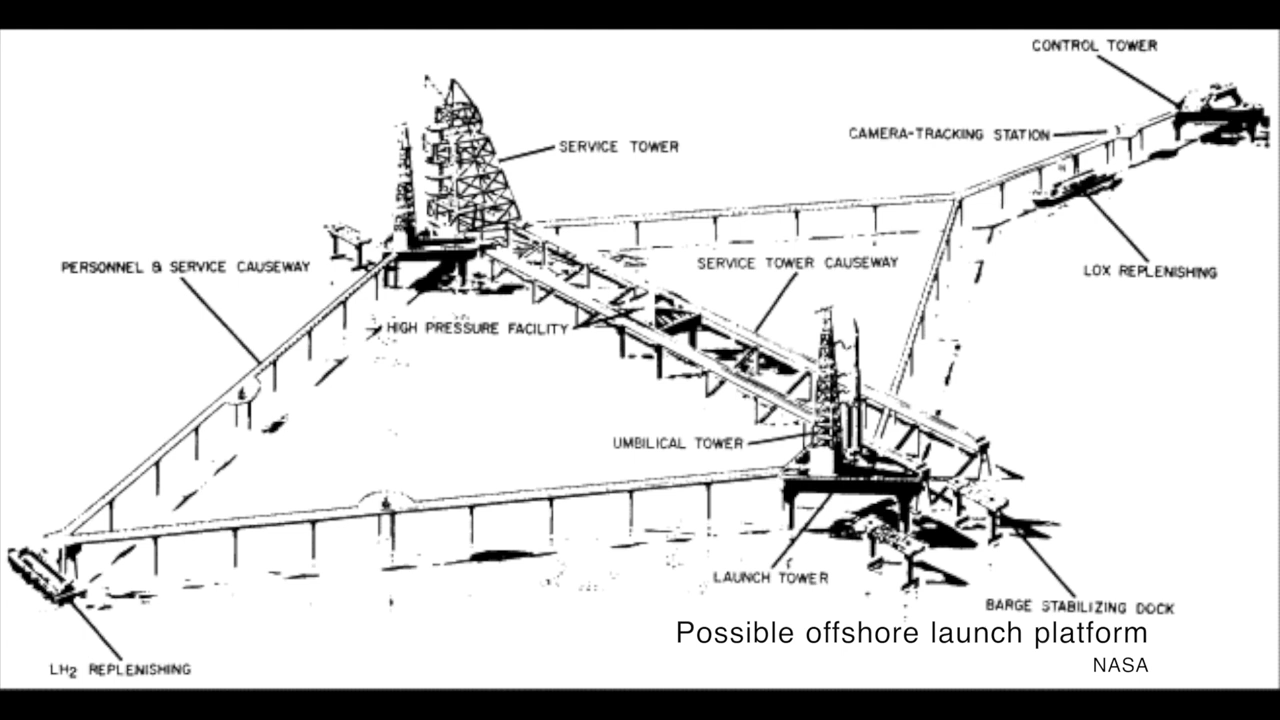 CONTROL TOWER
CAMERA-TRACKING STATION
SERVICE TOWER
PERSONNEL & SERVICE CAUSEWAY
SERVICE TOWER CAUSEWAY
LOX REPLENISHING
HIGH PRESSURE FACILITY
UMBILICAL TOWER
LAUNCH TOWER
BARGE STABILIZING DOCK
Possible offshore launch platform
NASA
LH2 REPLENISHING